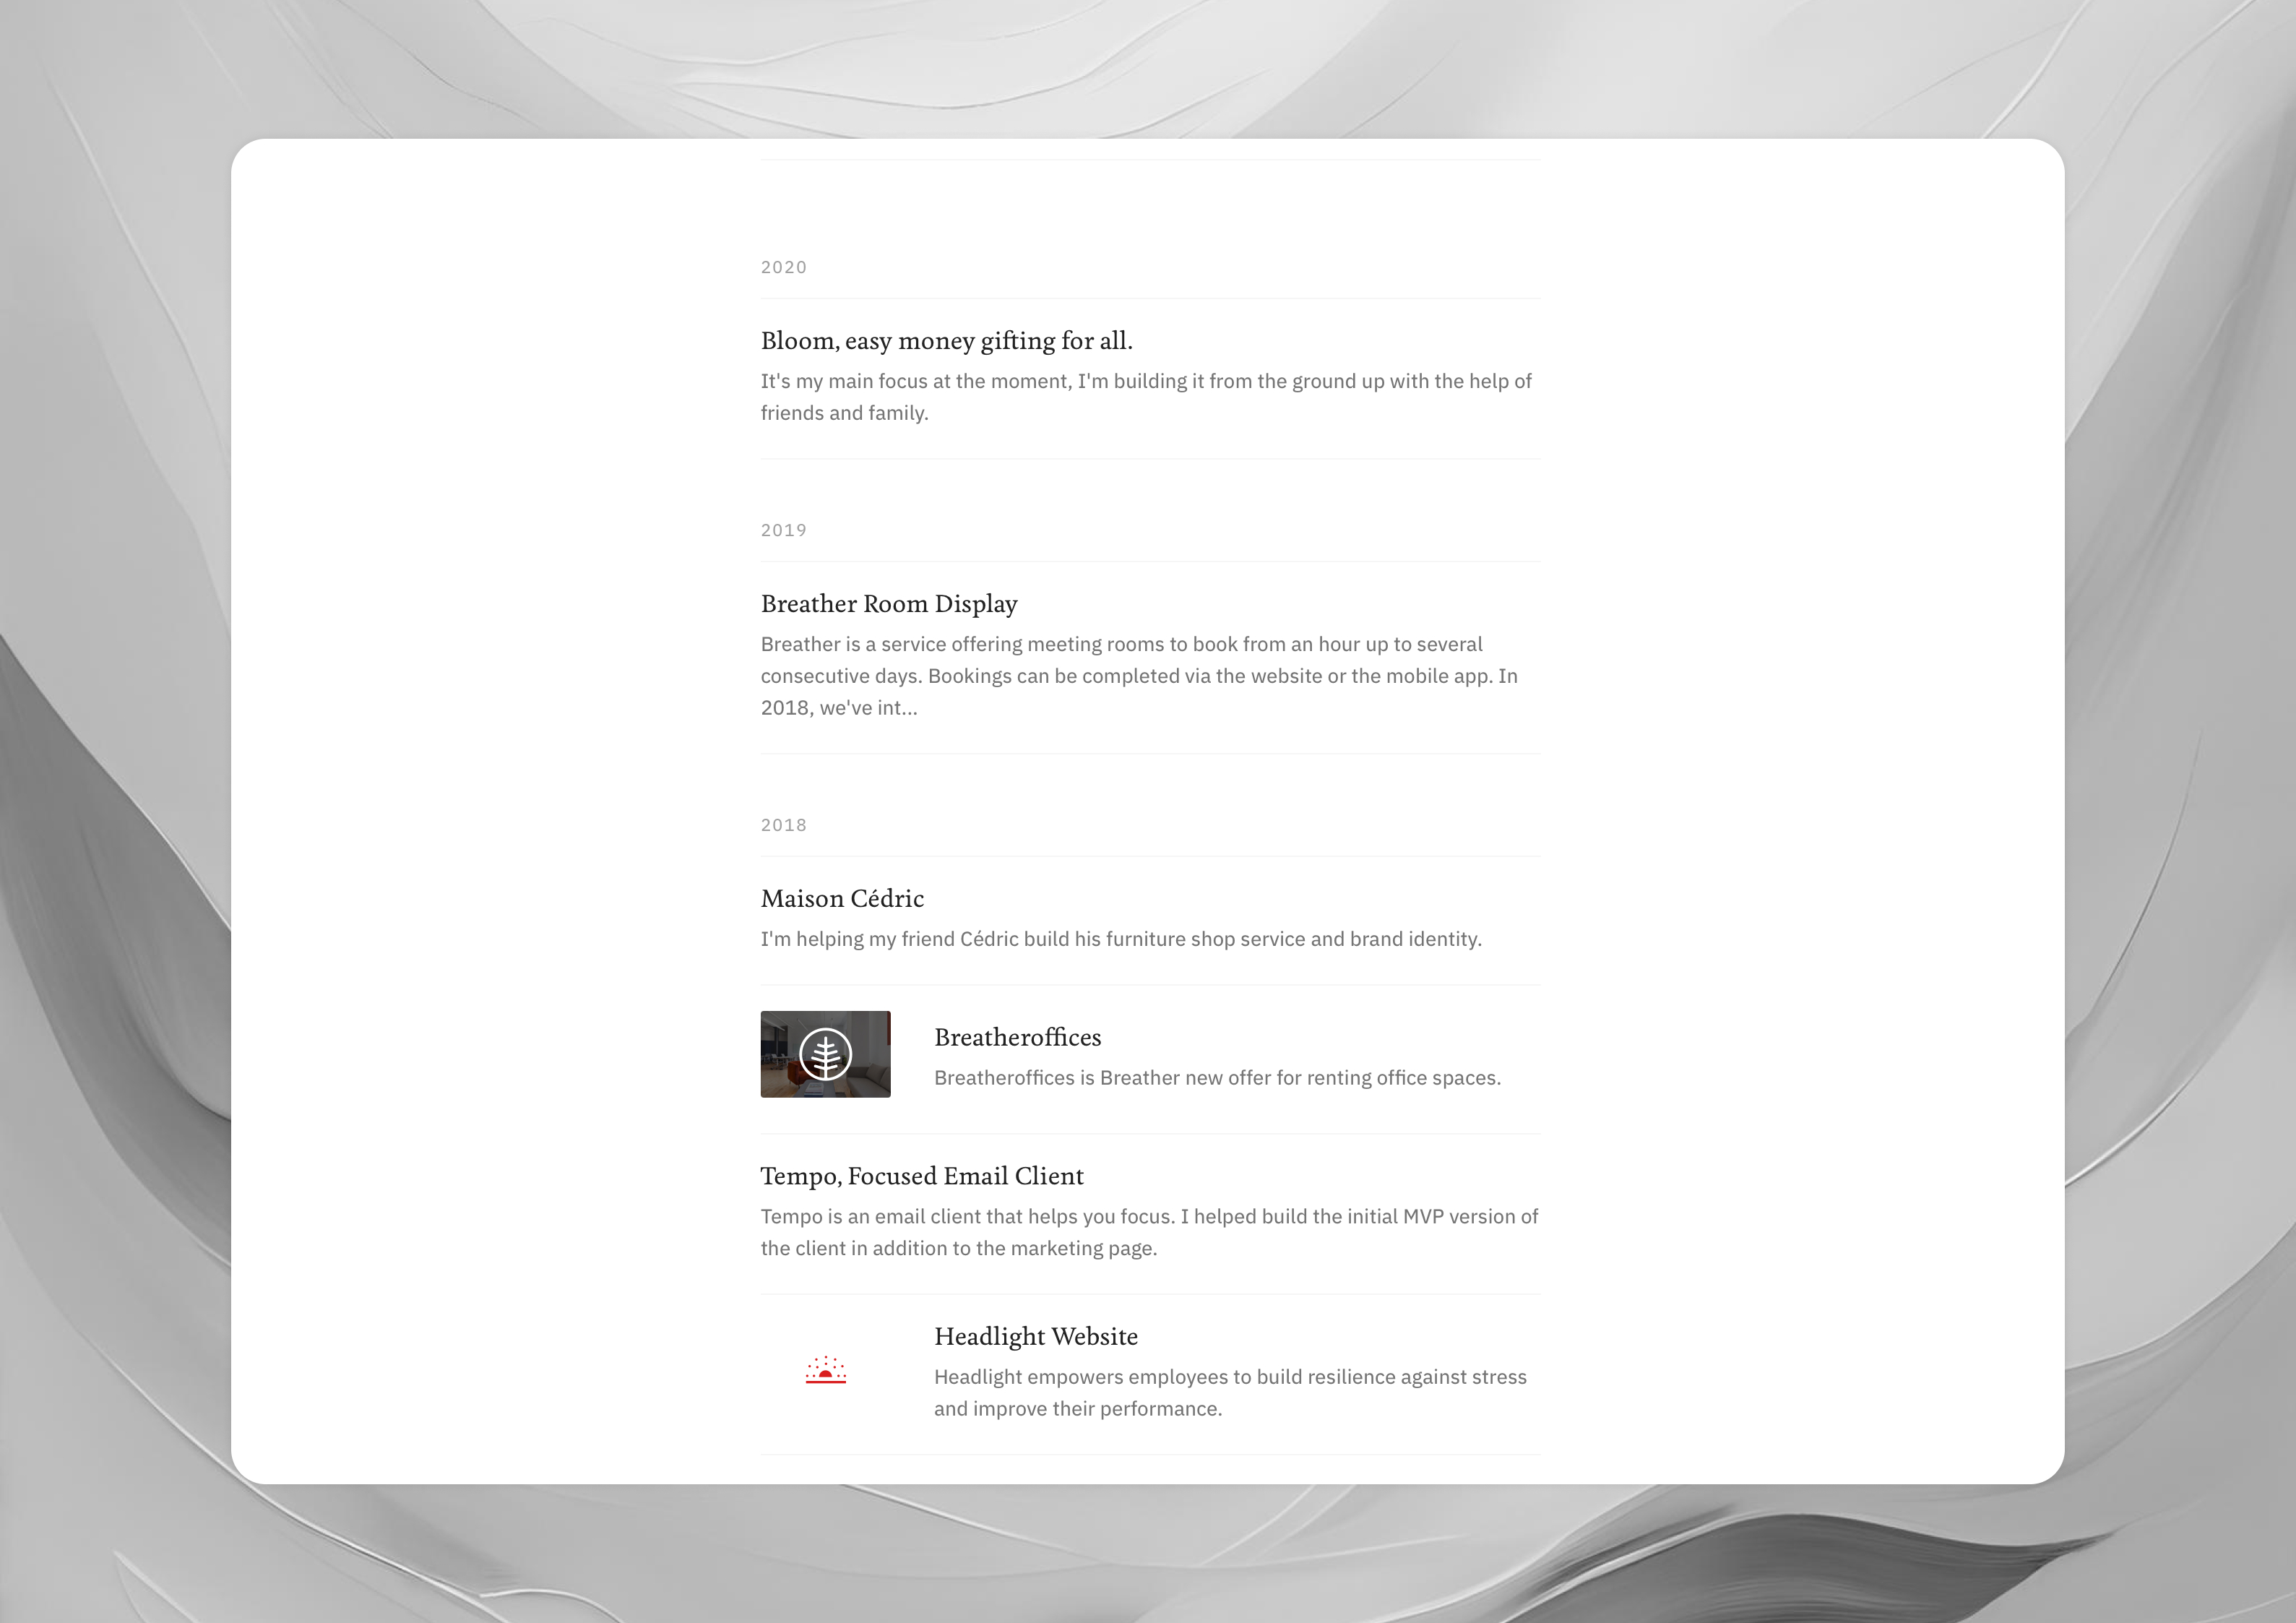 2020
Bloom, easy money gifting for all.
It's my main focus at the moment, I'm building it from the ground up with the help of
friends and family.
2019
Breather Room Display
Breather is a service offering meeting rooms to book from an hour up to several
consecutive days. Bookings can be completed via the website or the mobile app. In
2018, we've int...
2018
Maison Cédric
I'm helping my friend Cédric build his furniture shop service and brand identity.
Breatheroffices
Breatheroffices is Breather new offer for renting office spaces.
Tempo, Focused Email Client
Tempo is an email client that helps you focus. I helped build the initial MVP version of
the client in addition to the marketing page.
Headlight Website
Headlight empowers employees to build resilience against stress
and improve their performance.